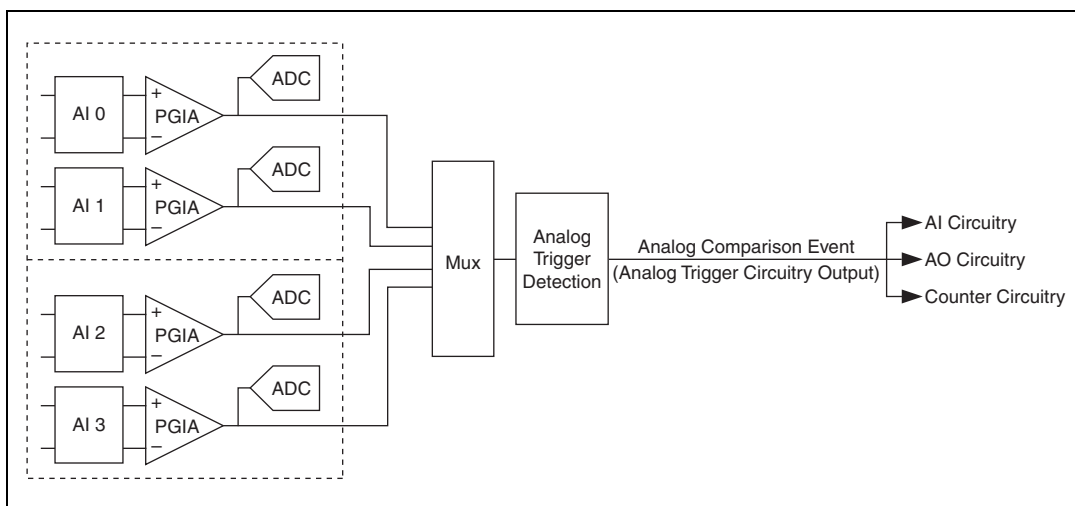 ADC
AI 0
+
PGIA
–
ADC
AI 1
+
PGIA
–
ADC
AI 2
+
PGIA
–
ADC
AI 3
+
PGIA
–
Mux
Analog
Trigger
Detection
Analog Comparison Event
(Analog Trigger Circuitry Output)
AI Circuitry
AO Circuitry
Counter Circuitry